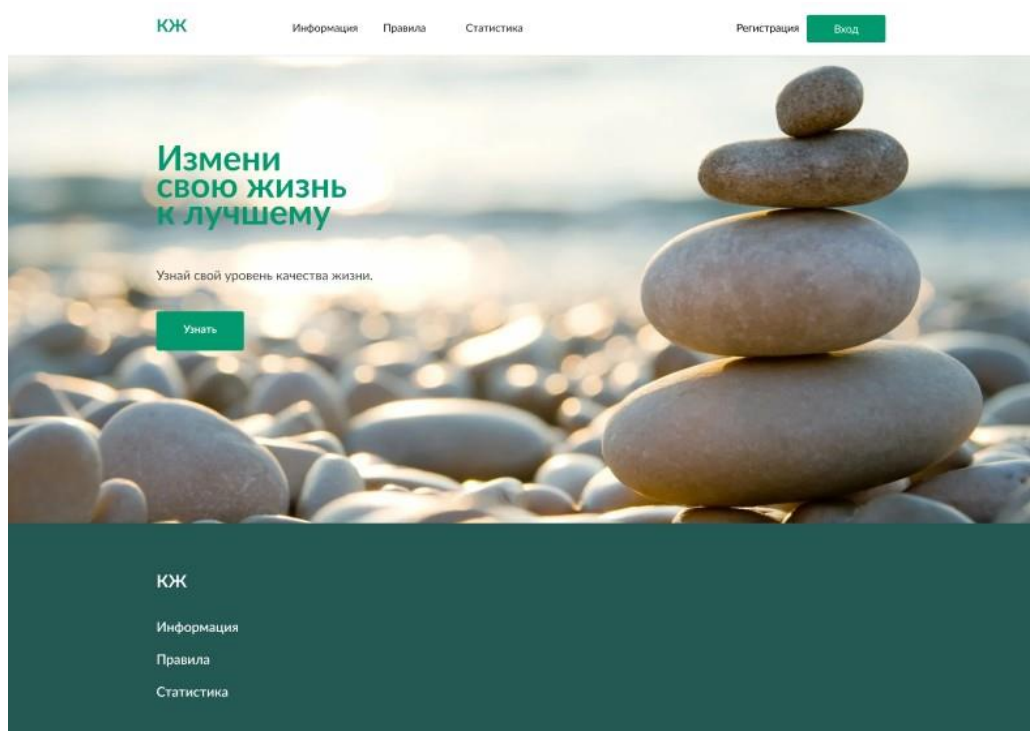 КЖ
Информация Правила Статистика Регистрация Вход
Измени
свою жизнь
к лучшему
Узнай свой уровень качества жизни.
Узнать
КЖ
Информация
Правила
Статистика